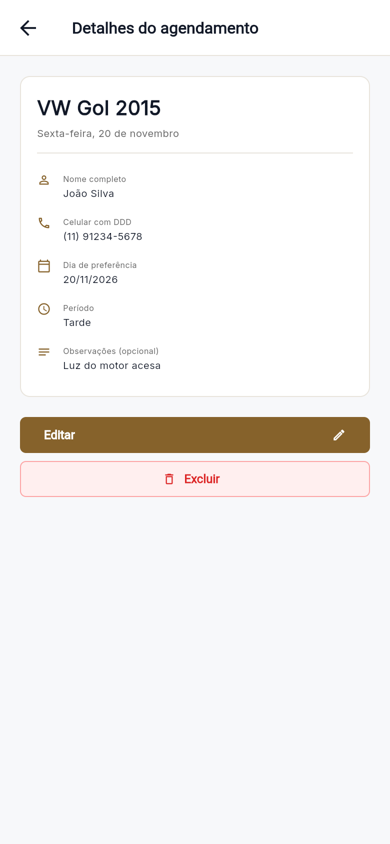 Detalhes do agendamento
VW Gol 2015
Sexta-feira, 20 de novembro
Nome completo
João Silva
Celular com DDD
(11) 91234-5678
Dia de preferência
20/11/2026
Período
Tarde
Observações (opcional)
Luz do motor acesa
Editar
Excluir